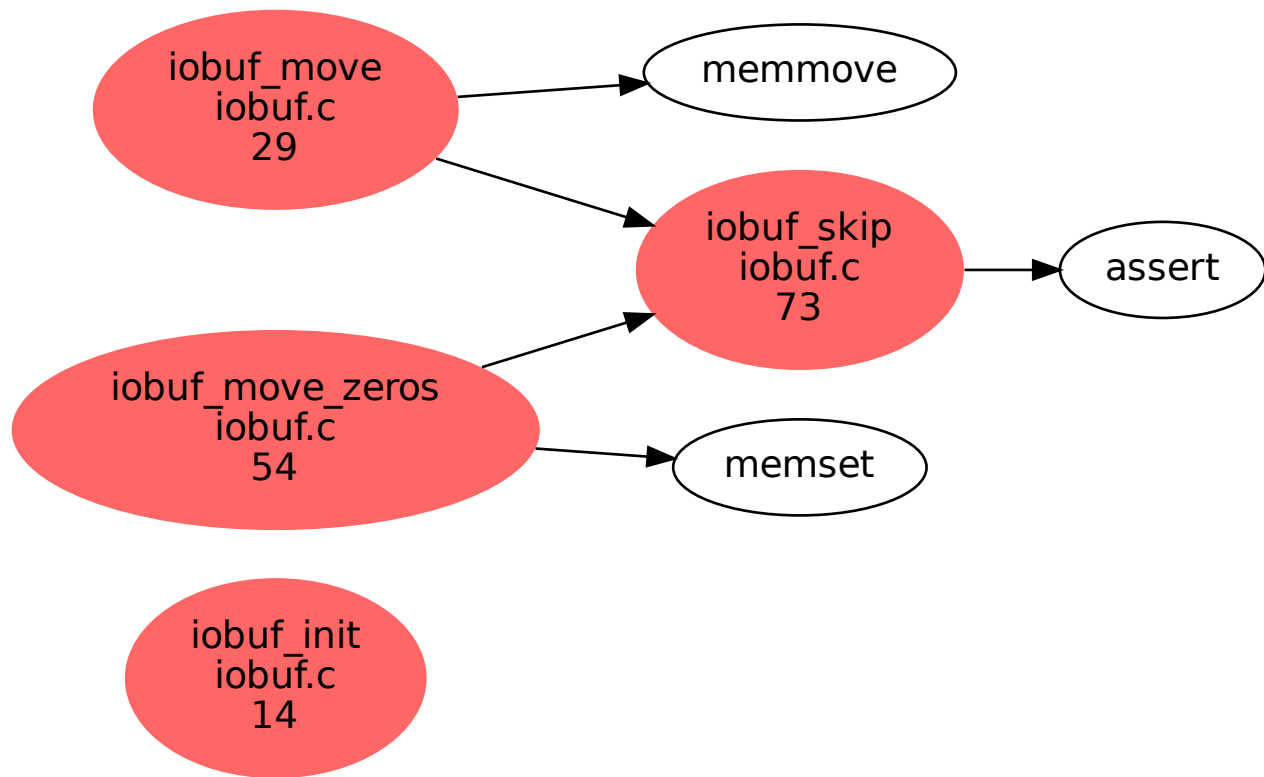 iobuf_move
iobuf.c
29
memmove
iobuf_skip
iobuf.c
73
assert
iobuf_move_zeros
iobuf.c
54
memset
iobuf_init
iobuf.c
14